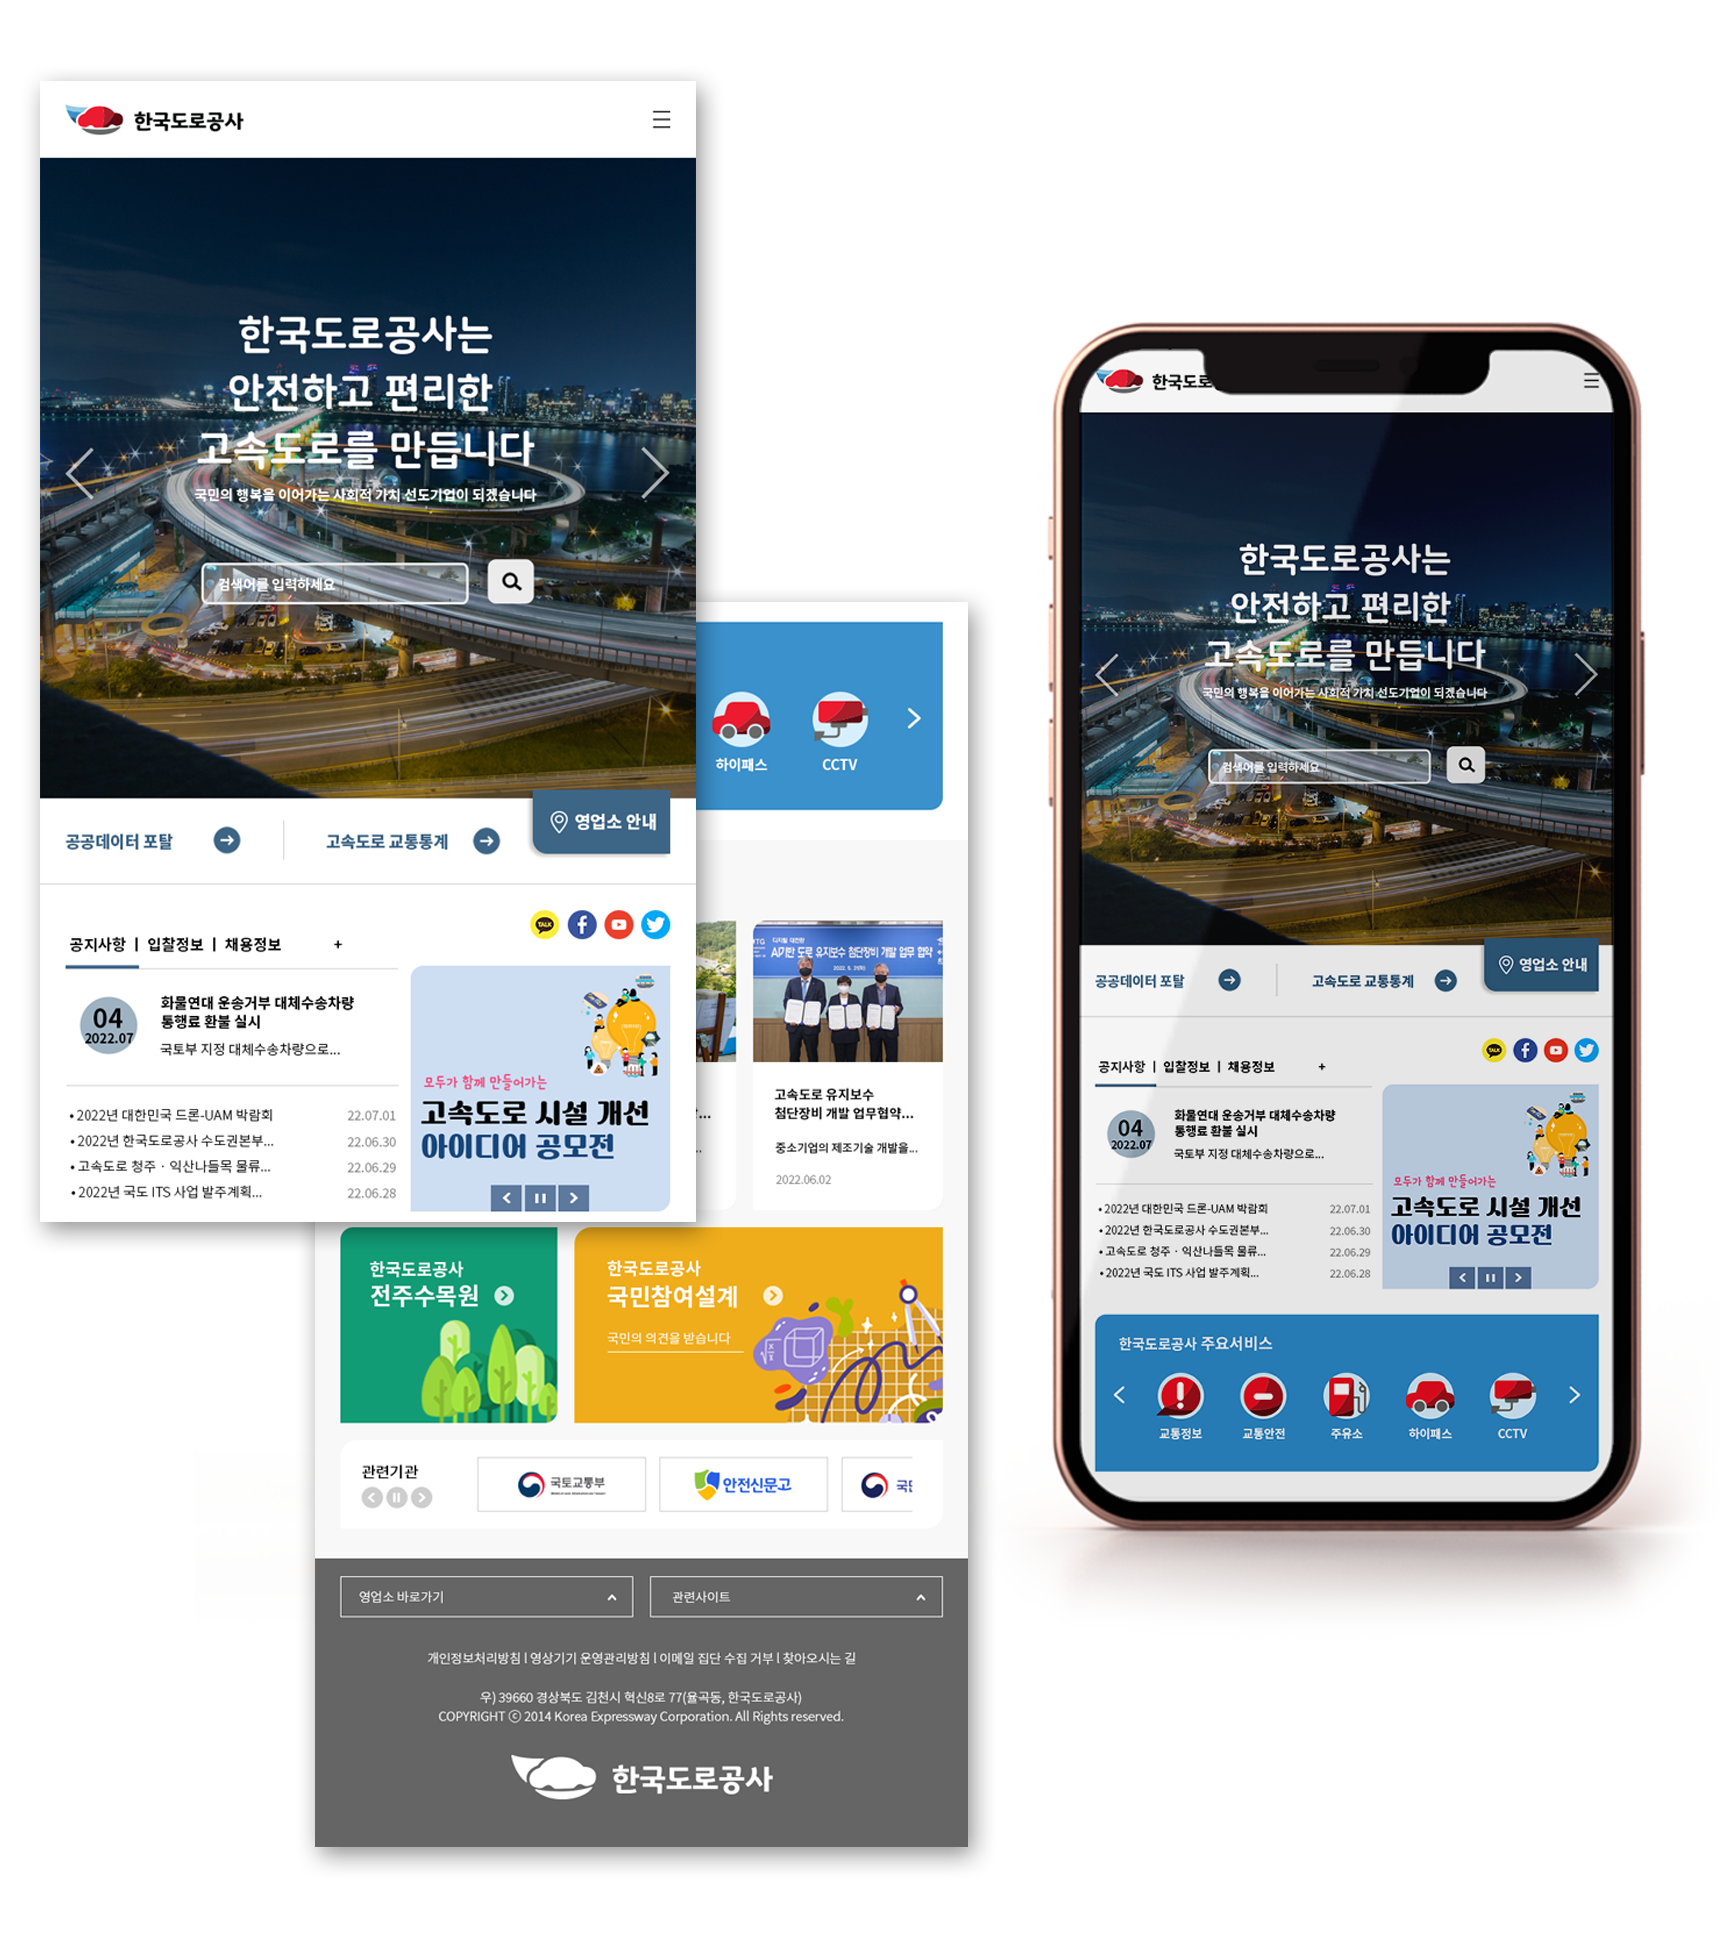 한국도로공사
한국도로공사는
안전하고 편리한
고속도로를 만듭니다
국민의 행복을 이어가는 사회적 가치 선도기업이 되겠습니다
검색어를 입력하세요
공공데이터 포탈
고속도로 교통통계
영업소 안내
TALK
공지사항 | 입찰정보 | 채용정보 +
04
2022.07
화물연대 운송거부 대체수송차량
통행료 환불 실시
국토부 지정 대체수송차량으로...
• 2022년 대한민국 드론-UAM 박람회 22.07.01
• 2022년 한국도로공사 수도권본부... 22.06.30
• 고속도로 청주 · 익산나들목 물류... 22.06.29
• 2022년 국도 ITS 사업 발주계획... 22.06.28
모두가 함께 만들어가는
고속도로 시설 개선
아이디어 공모전
하이패스
CCTV
디지털 대전환
AI기반 도로 유지보수 첨단장비 개발 업무 협약
고속도로 유지보수
첨단장비 개발 업무협약...
중소기업의 제조기술 개발을...
2022.06.02
한국도로공사
전주수목원
한국도로공사
국민참여설계
국민의 의견을 받습니다
관련기관
국토교통부
안전신문고
영업소 바로가기
관련사이트
개인정보처리방침 l 영상기기 운영관리방침 l 이메일 집단 수집 거부 l 찾아오시는 길
우) 39660 경상북도 김천시 혁신8로 77(율곡동, 한국도로공사)
COPYRIGHT ⓒ 2014 Korea Expressway Corporation. All Rights reserved.
한국도로공사
한국도로
한국도로공사는
안전하고 편리한
고속도로를 만듭니다
국민의 행복을 이어가는 사회적 가치 선도기업이 되겠습니다
검색어를 입력하세요
공공데이터 포탈
고속도로 교통통계
영업소 안내
TALK
공지사항 | 입찰정보 | 채용정보 +
04
2022.07
화물연대 운송거부 대체수송차량
통행료 환불 실시
국토부 지정 대체수송차량으로...
• 2022년 대한민국 드론-UAM 박람회 22.07.01
• 2022년 한국도로공사 수도권본부... 22.06.30
• 고속도로 청주 · 익산나들목 물류... 22.06.29
• 2022년 국도 ITS 사업 발주계획... 22.06.28
모두가 함께 만들어가는
고속도로 시설 개선
아이디어 공모전
한국도로공사 주요서비스
교통정보
교통안전
주유소
하이패스
CCTV